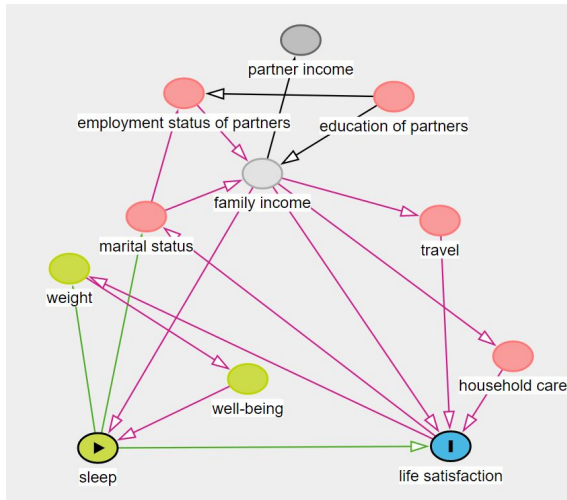 partner income
employment status of partners
education of partners
family income
marital status
travel
weight
household care
well-being
sleep
life satisfaction